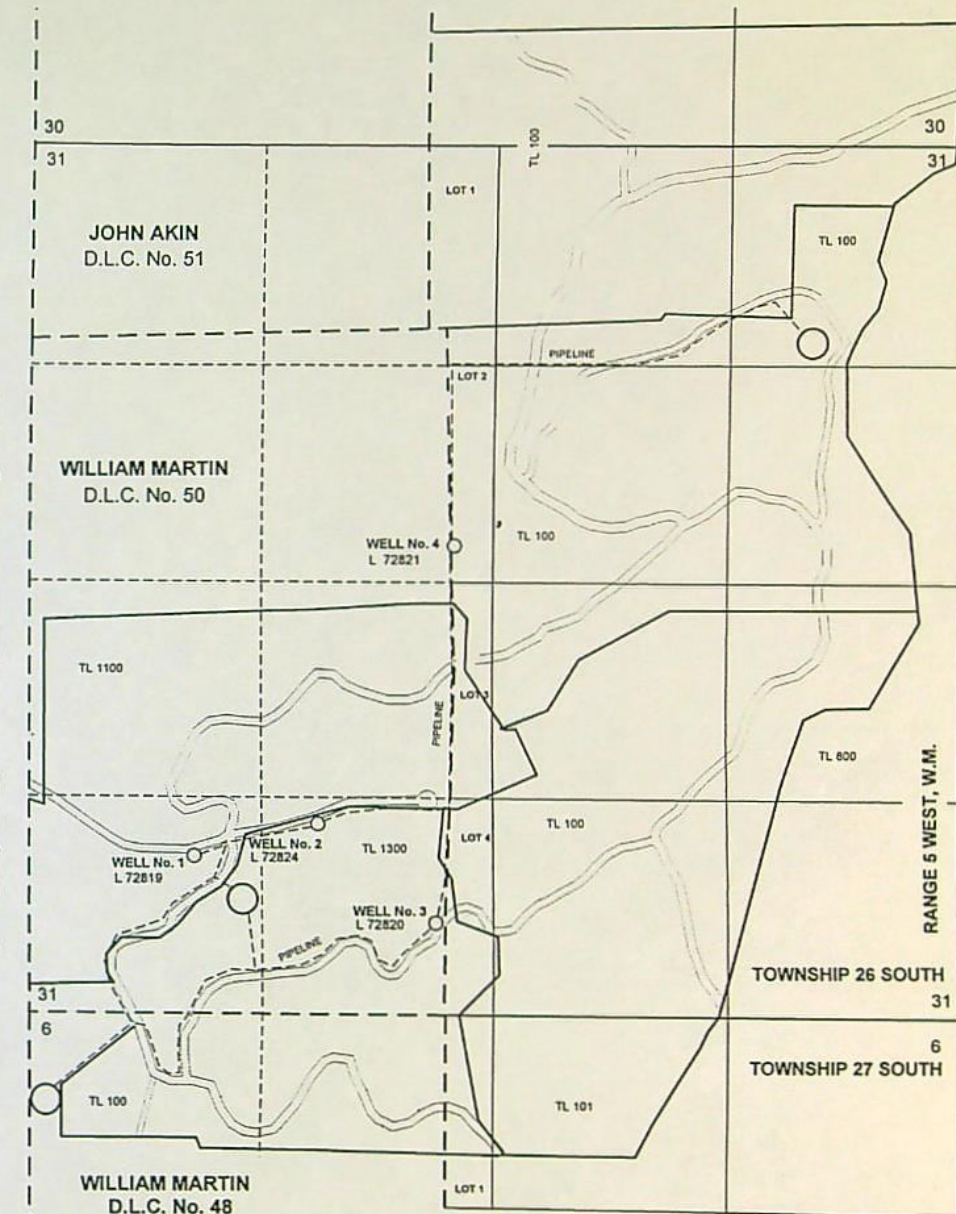 30
30
31
31
TL 100
LOT 1
JOHN AKIN
D.L.C. No. 51
TL 100
PIPELINE
LOT 2
WILLIAM MARTIN
D.L.C. No. 50
WELL No. 4
L 72821
TL 100
TL 1100
LOT 3
PIPELINE
TL 800
RANGE 5 WEST, W.M.
WELL No. 1
L 72819
WELL No. 2
L 72824
TL 1300
LOT 4
TL 100
WELL No. 3
L 72820
PIPELINE
TOWNSHIP 26 SOUTH
31
31
6
6
TOWNSHIP 27 SOUTH
TL 100
TL 101
WILLIAM MARTIN
D.L.C. No. 48
LOT 1